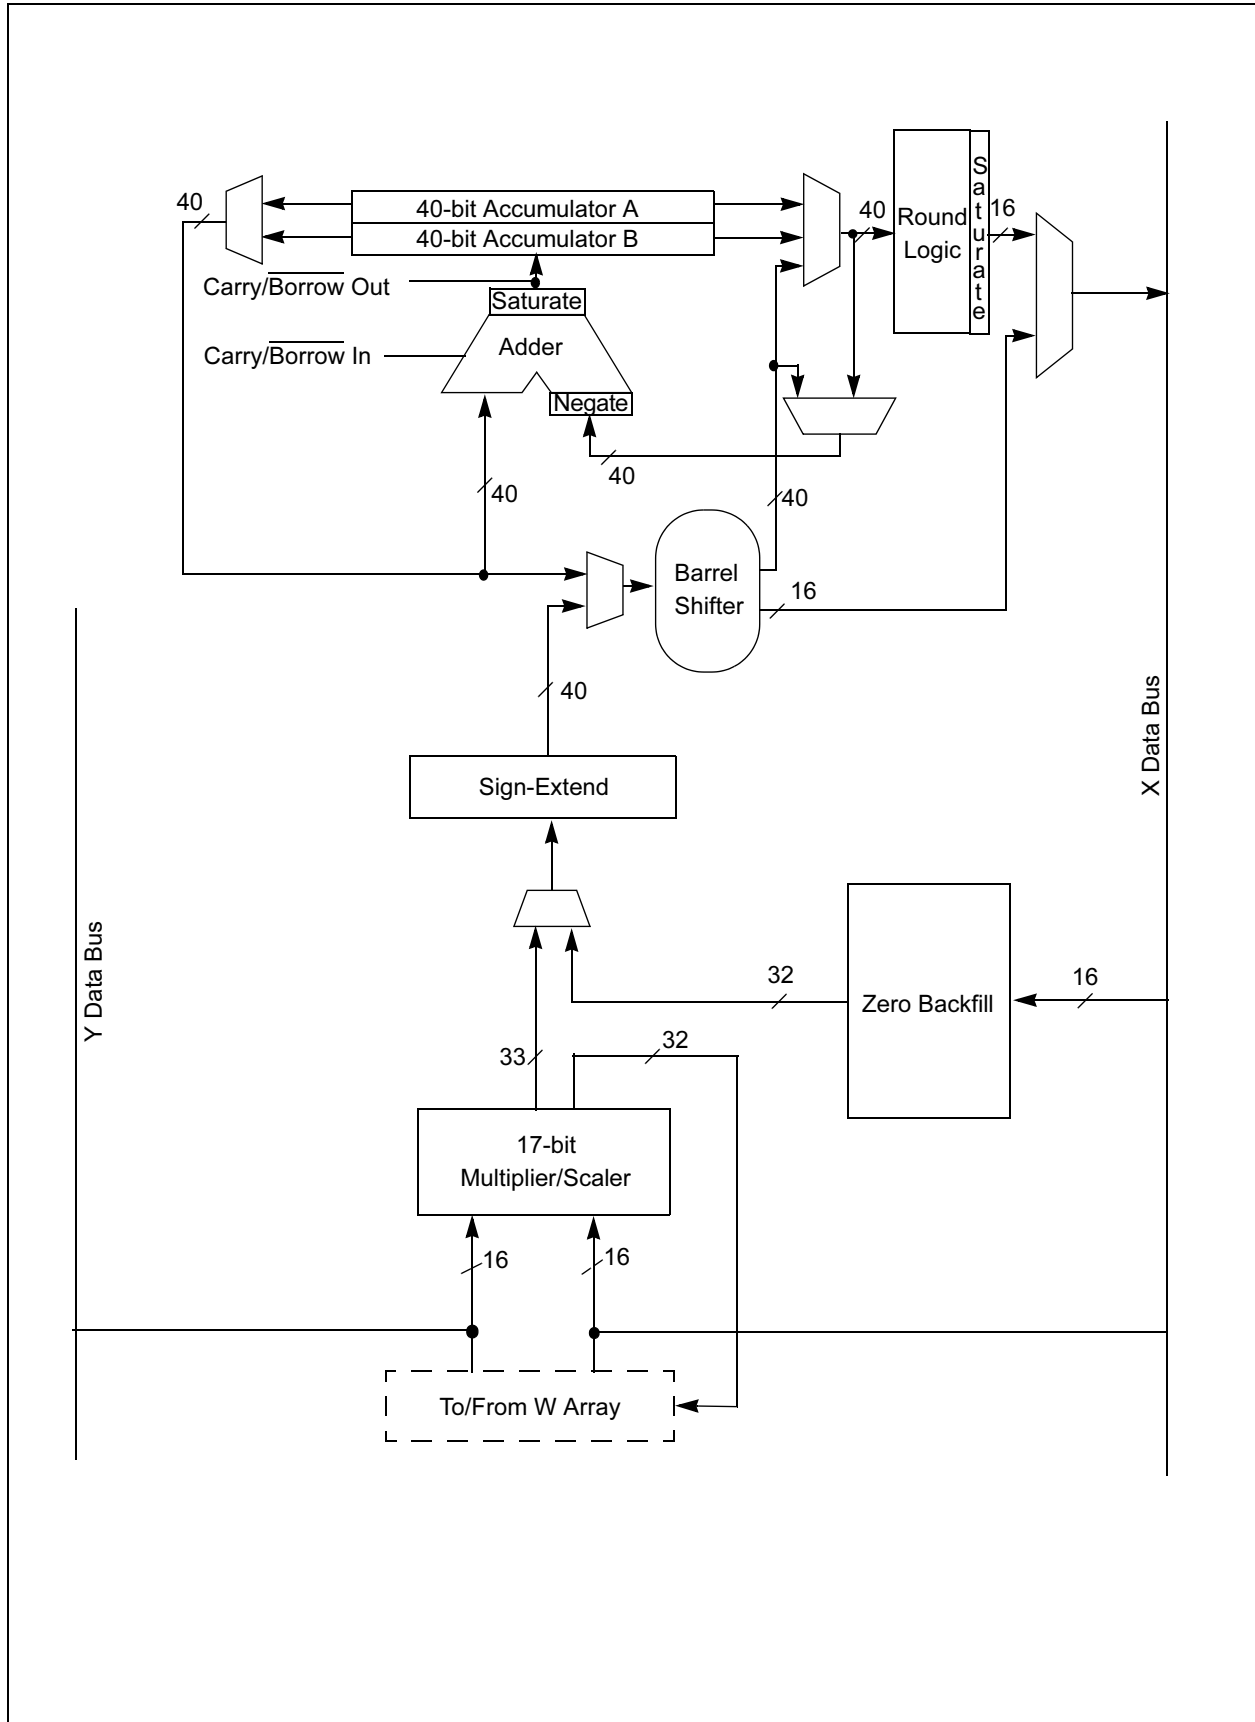 40
40-bit Accumulator A
40-bit Accumulator B
Carry/Borrow Out
Saturate
Carry/Borrow In
Adder
Negate
40
Round
Logic
Saturate
16
40
40
40
Barrel
Shifter
16
40
Sign-Extend
X Data Bus
Y Data Bus
32
Zero Backfill
16
33
32
17-bit
Multiplier/Scaler
16
16
To/From W Array